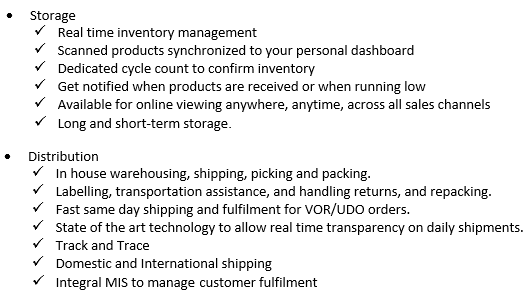 • Storage
✓ Real time inventory management
✓ Scanned products synchronized to your personal dashboard
✓ Dedicated cycle count to confirm inventory
✓ Get notified when products are received or when running low
✓ Available for online viewing anywhere, anytime, across all sales channels
✓ Long and short-term storage.
• Distribution
✓ In house warehousing, shipping, picking and packing.
✓ Labelling, transportation assistance, and handling returns, and repacking.
✓ Fast same day shipping and fulfilment for VOR/UDO orders.
✓ State of the art technology to allow real time transparency on daily shipments.
✓ Track and Trace
✓ Domestic and International shipping
✓ Integral MIS to manage customer fulfilment